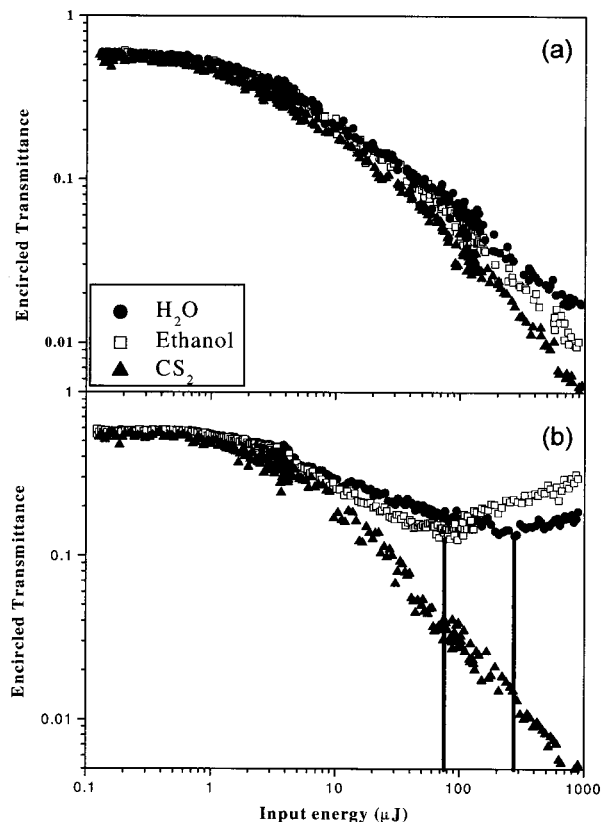 1
(a)
Encircled Transmittance
0.1
0.01
H2O
Ethanol
CS2
1
(b)
Encircled Transmittance
0.1
0.01
0.1
1
10
100
1000
Input energy (μJ)